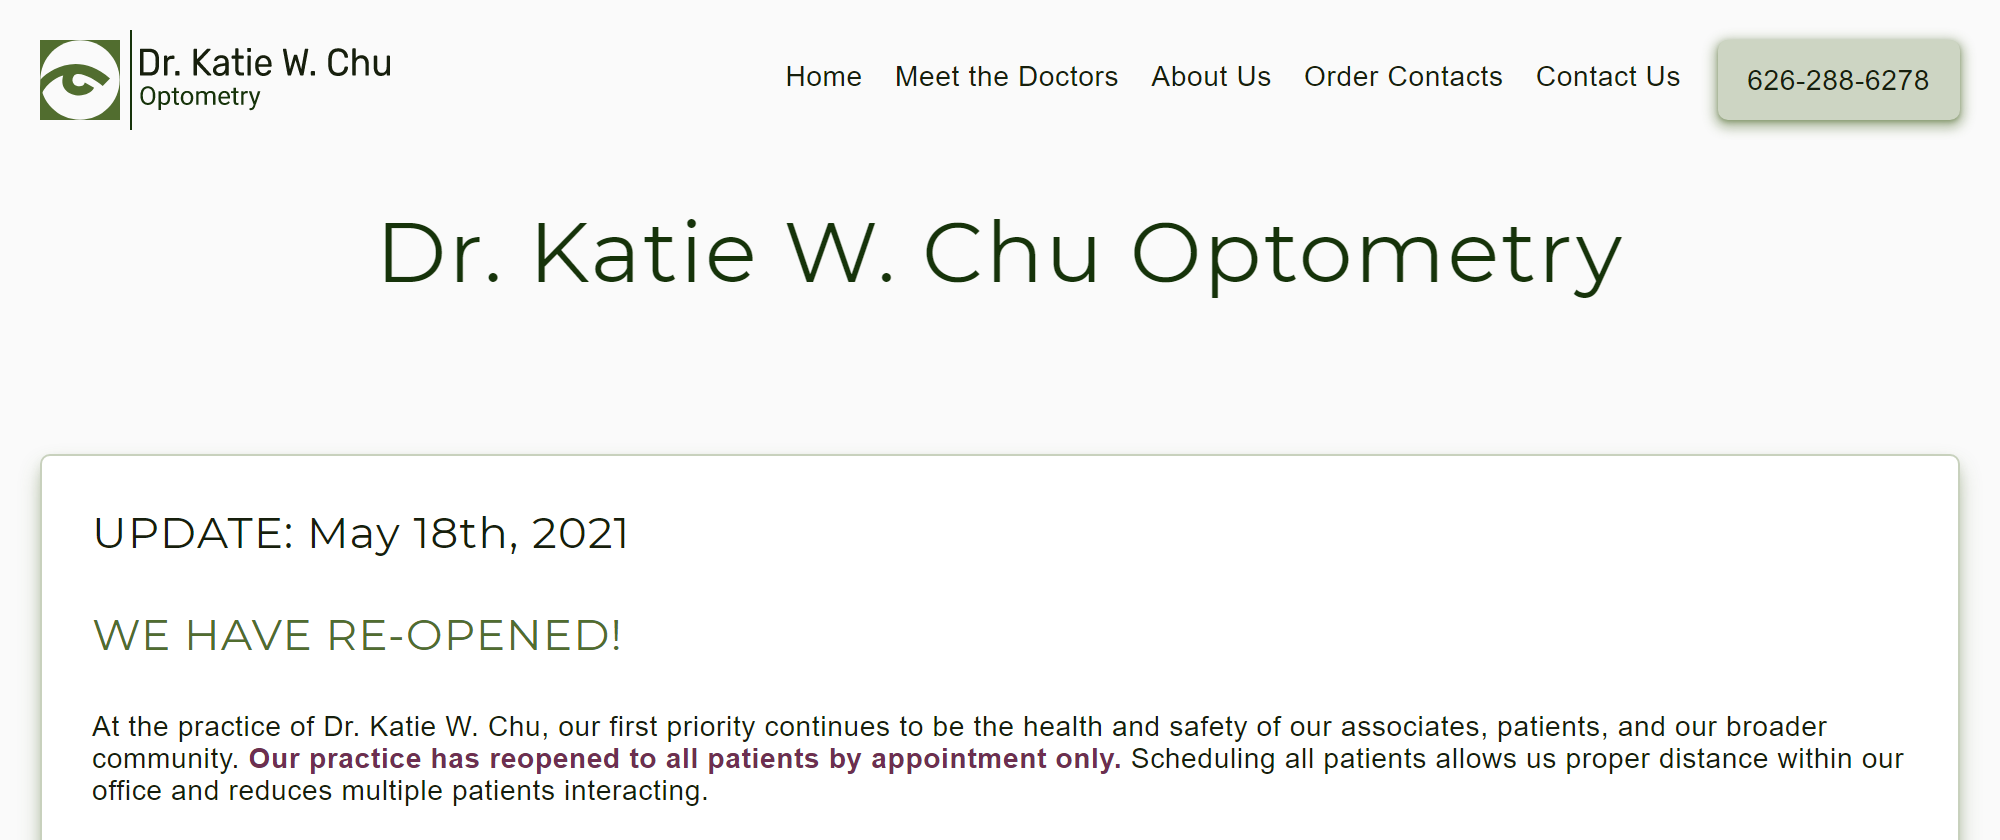 Dr. Katie W. Chu
Optometry
Home
Meet the Doctors
About Us
Order Contacts
Contact Us
626-288-6278
Dr. Katie W. Chu Optometry
UPDATE: May 18th, 2021
WE HAVE RE-OPENED!
At the practice of Dr. Katie W. Chu, our first priority continues to be the health and safety of our associates, patients, and our broader
community. Our practice has reopened to all patients by appointment only. Scheduling all patients allows us proper distance within our
office and reduces multiple patients interacting.